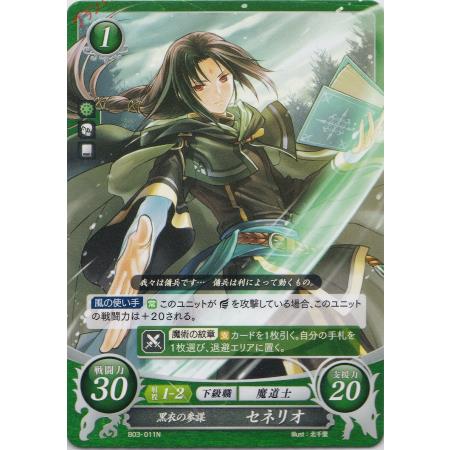 1
我々は傭兵です… 傭兵は利によって動くもの。
風の使い手 常 このユニットが を攻撃している場合、このユニット
の戦闘力は＋20される。
魔術の紋章 攻 カードを1枚引く。自分の手札を
1枚選び、退避エリアに置く。
戦闘力 30 射程 1-2 下級職 魔道士 支援力 20
黒衣の参謀 セネリオ
B03-011N Illust：北千里